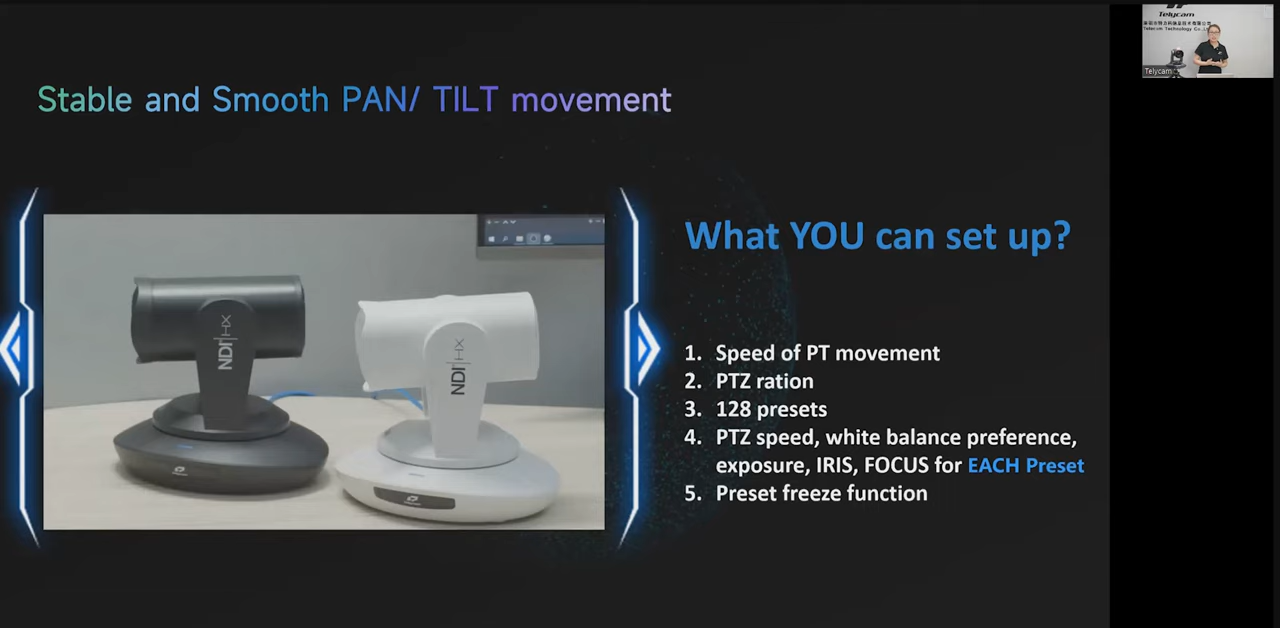 Stable and Smooth PAN/ TILT movement
What YOU can set up?
1. Speed of PT movement
2. PTZ ration
3. 128 presets
4. PTZ speed, white balance preference,
exposure, IRIS, FOCUS for EACH Preset
5. Preset freeze function
NDI|HX
NDI|HX
Telycam
Telycam